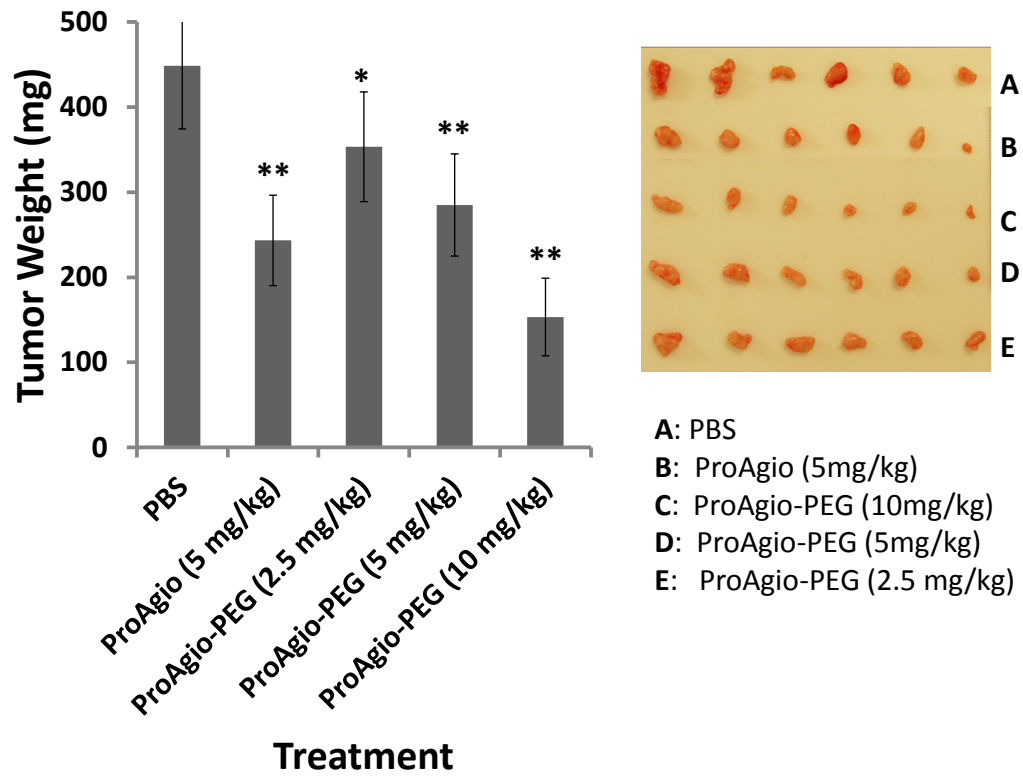 Tumor Weight (mg)
500
400
300
200
100
0
**
*
**
**
PBS
ProAgio (5 mg/kg)
ProAgio-PEG (2.5 mg/kg)
ProAgio-PEG (5 mg/kg)
ProAgio-PEG (10 mg/kg)
Treatment
A
B
C
D
E
A: PBS
B: ProAgio (5mg/kg)
C: ProAgio-PEG (10mg/kg)
D: ProAgio-PEG (5mg/kg)
E: ProAgio-PEG (2.5 mg/kg)